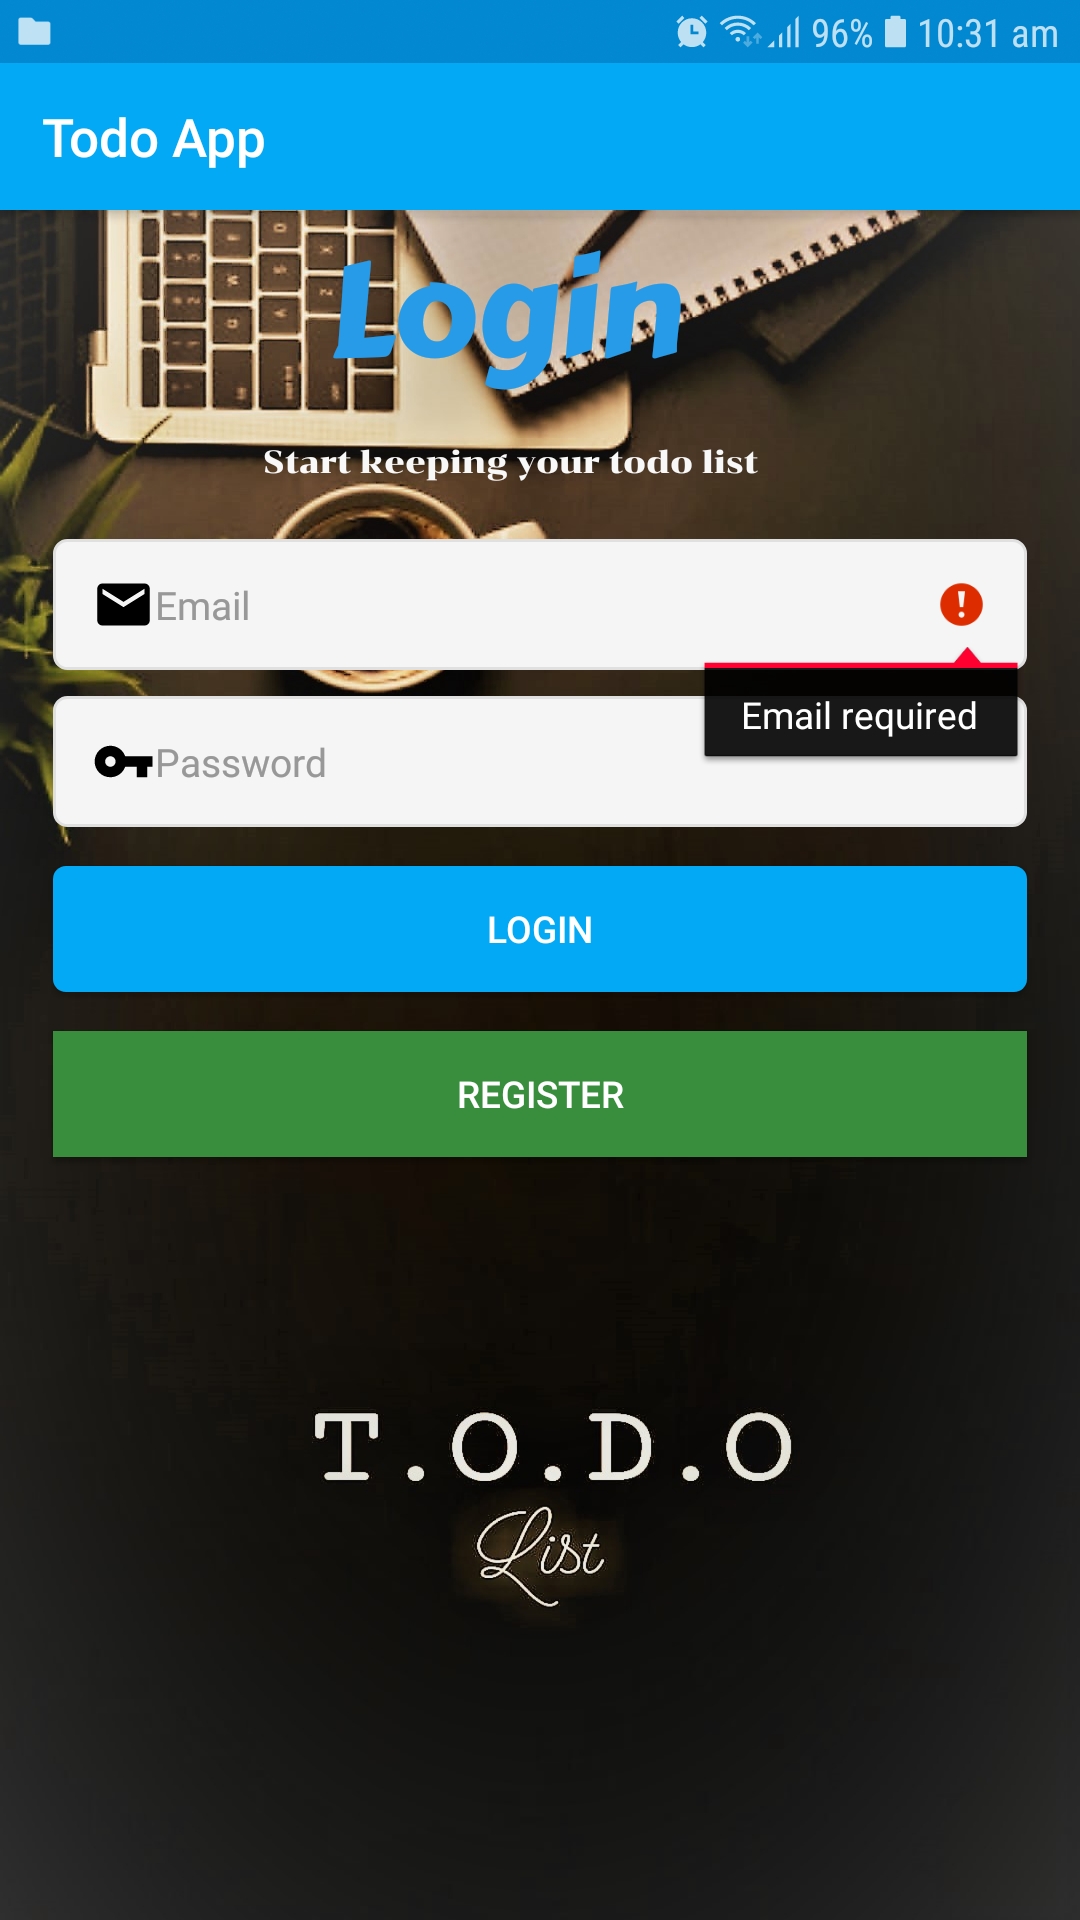 96% 10:31 am
Todo App
Login
Start keeping your todo list
Email
Email required
Password
LOGIN
REGISTER
T.O.D.O
List